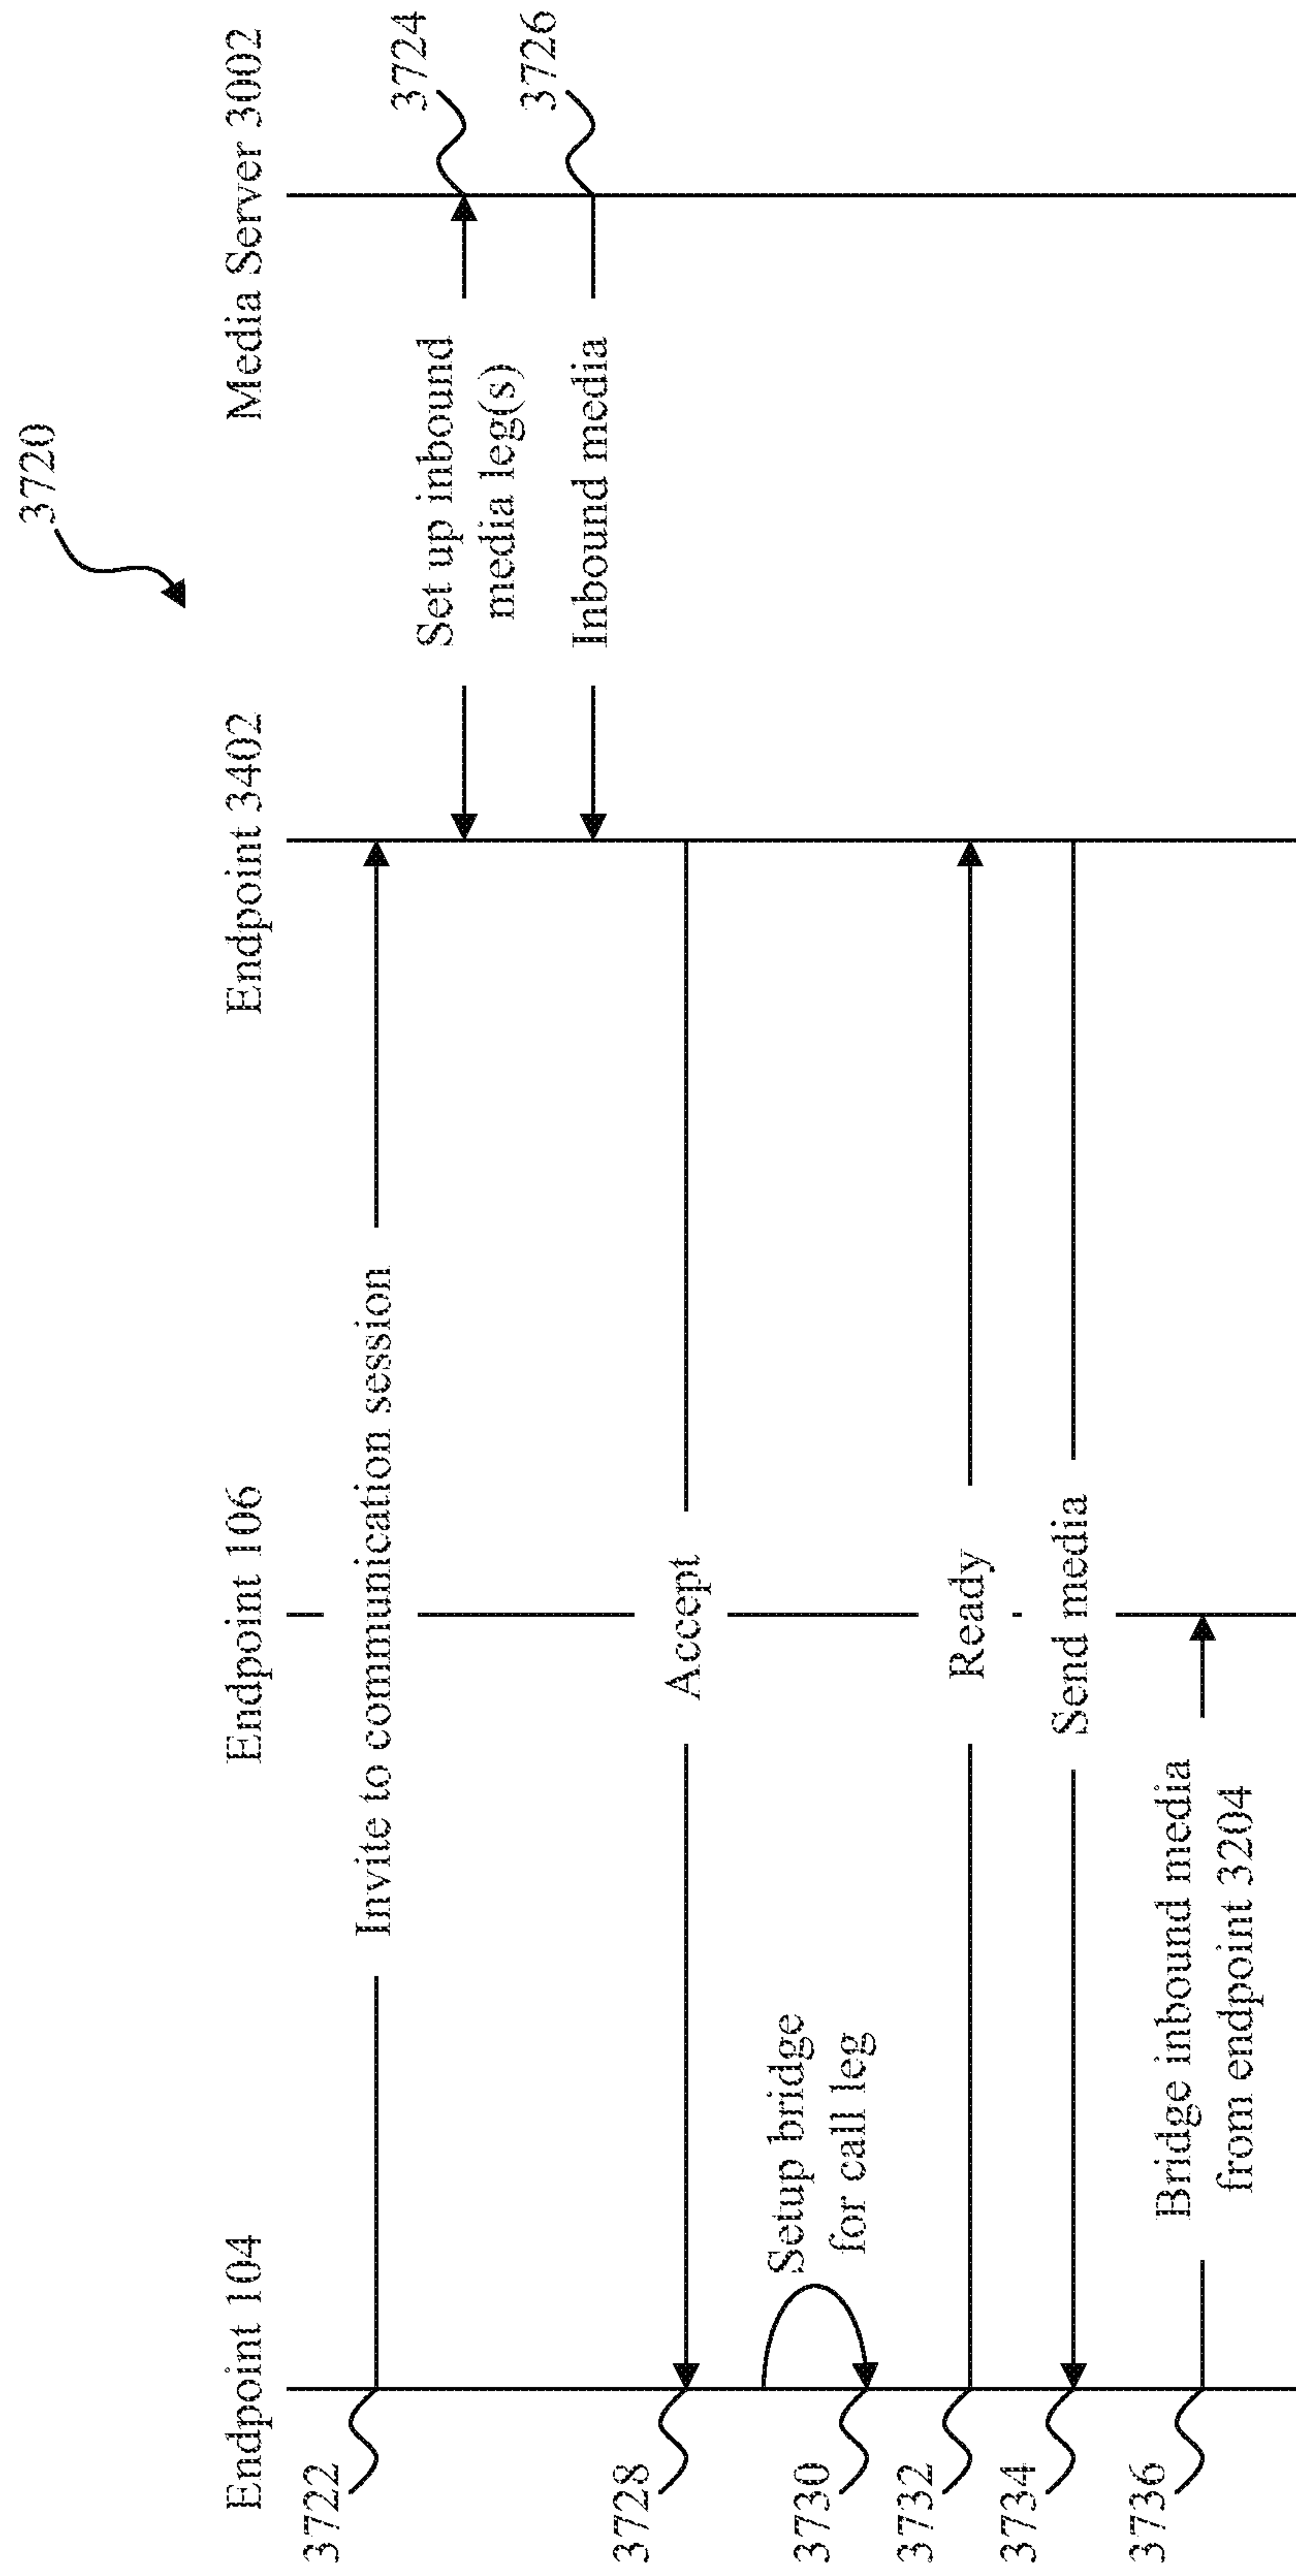 3720
Endpoint 104
Endpoint 106
Endpoint 3402
Media Server 3002
3722
Invite to communication session
Set up inbound
media leg(s)
3724
Inbound media
3726
3728
Accept
Setup bridge
for call leg
3730
3732
Ready
3734
Send media
3736
Bridge inbound media
from endpoint 3204